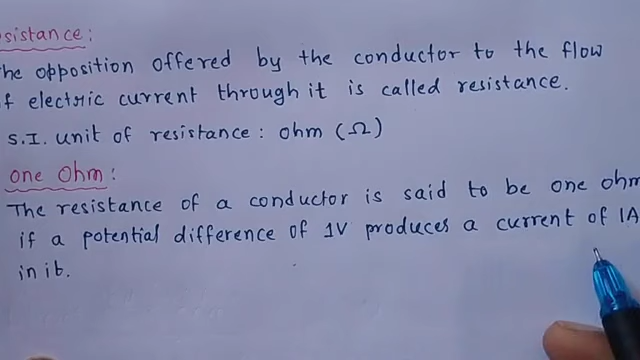 esistance:
he opposition offered by the conductor to the flow
f electric current through it is called resistance.
S.I. unit of resistance: ohm (Ω)
one Ohm:
The resistance of a conductor is said to be one ohm
if a potential difference of 1V produces a current of 1A
in it.